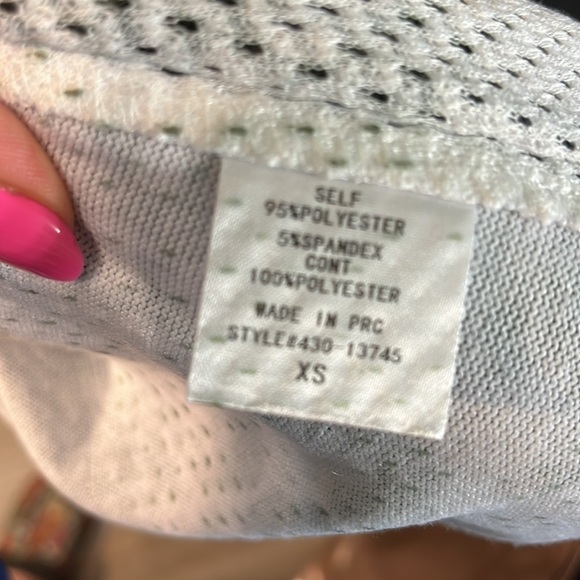 SELF
95%POLYESTER
5%SPANDEX
CONT
100%POLYESTER
MADE IN PRC
STYLE#430-13745
XS